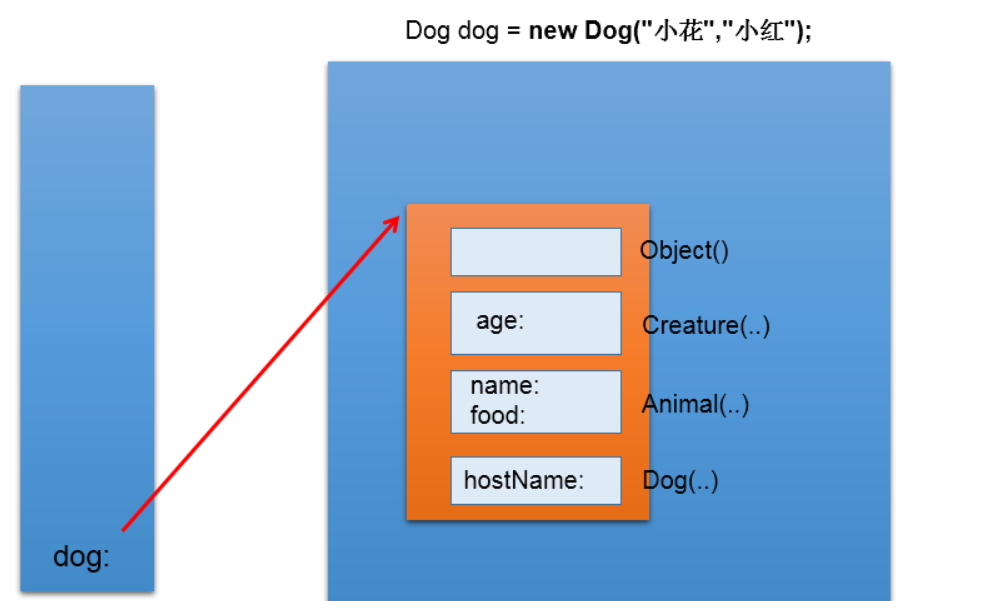 Dog dog = new Dog("小花","小红");
Object()
age:
Creature(..)
name:
food:
Animal(..)
hostName:
Dog(..)
dog: